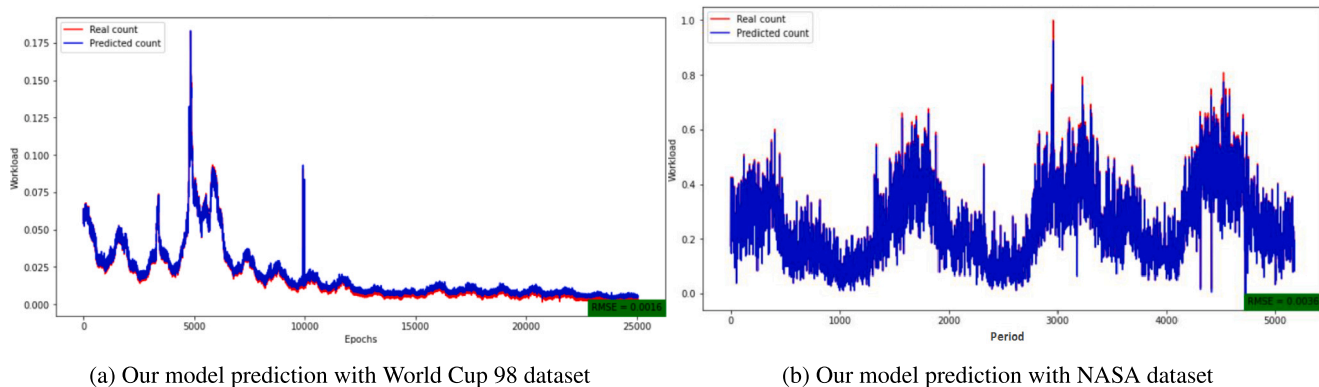 Real count
Predicted count
0.175
0.150
0.125
0.100
0.075
0.050
0.025
0.000
Workload
0
5000
10000
15000
20000
25000
Epochs
RMSE = 0.0016
(a) Our model prediction with World Cup 98 dataset
Real count
Predicted count
1.0
0.8
0.6
0.4
0.2
0.0
Workload
0
1000
2000
3000
4000
5000
Period
RMSE = 0.0036
(b) Our model prediction with NASA dataset